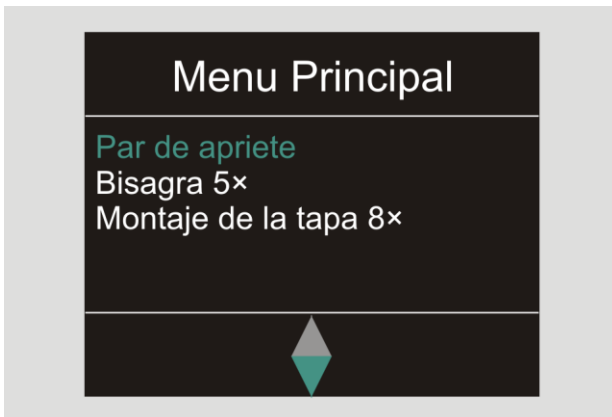 Menu Principal
Par de apriete
Bisagra 5×
Montaje de la tapa 8×